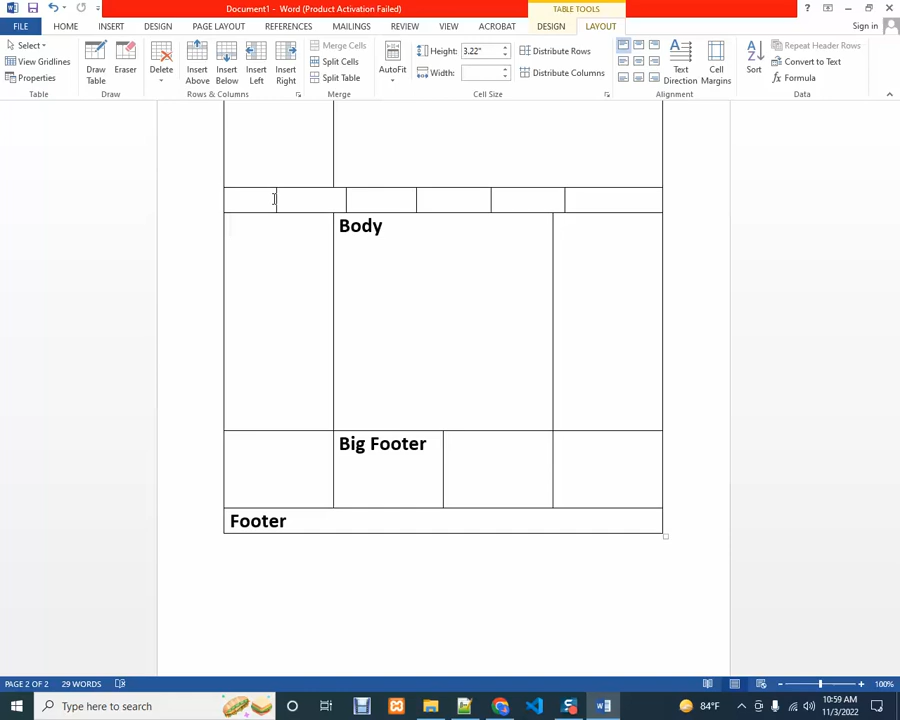 Document1 - Word (Product Activation Failed)
TABLE TOOLS
FILE HOME INSERT DESIGN PAGE LAYOUT REFERENCES MAILINGS REVIEW VIEW ACROBAT DESIGN LAYOUT Sign in
Select
View Gridlines
Properties
Table
Draw Table
Eraser
Draw
Delete
Insert Above
Insert Below
Insert Left
Insert Right
Rows & Columns
Merge Cells
Split Cells
Split Table
Merge
AutoFit
Height: 3.22"
Width:
Distribute Rows
Distribute Columns
Cell Size
Text Direction
Cell Margins
Alignment
Sort
Repeat Header Rows
Convert to Text
Formula
Data
Body
Big Footer
Footer
PAGE 2 OF 2 29 WORDS
100%
Type here to search
84°F
10:59 AM
11/3/2022